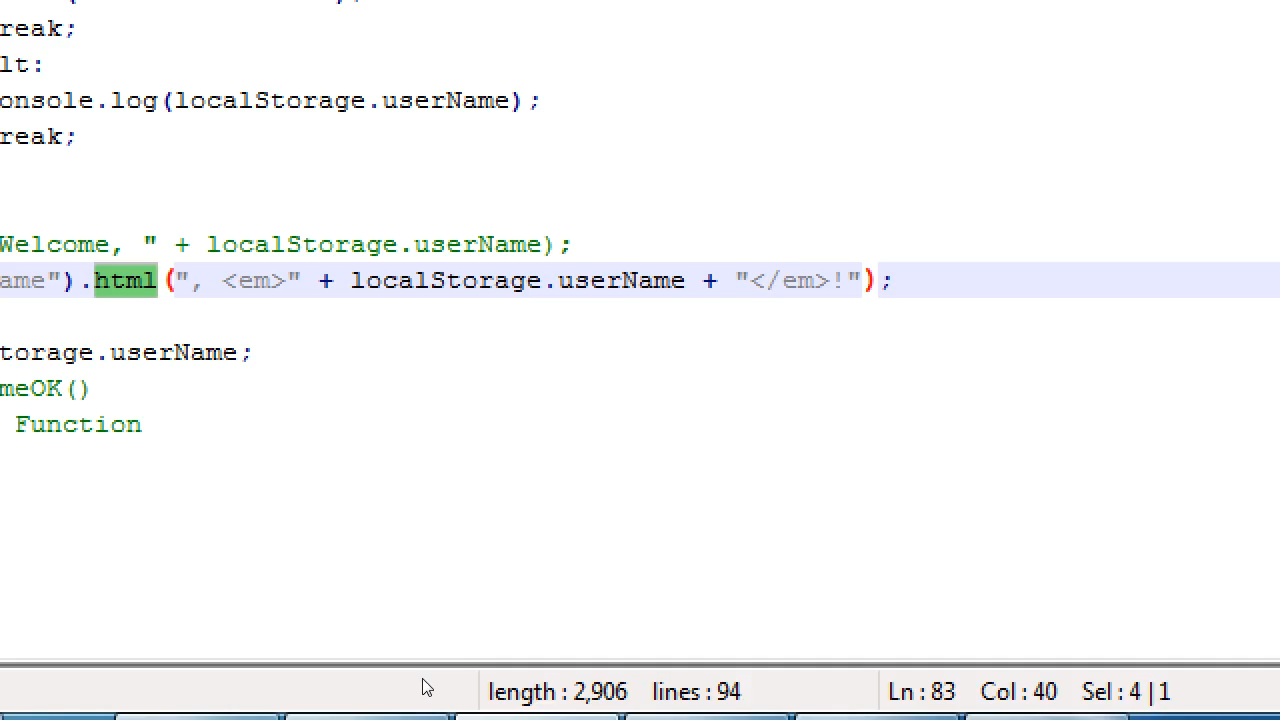 reak;
lt:
onsole.log(localStorage.userName);
reak;
Welcome, " + localStorage.userName);
ame").html(", <em>" + localStorage.userName + "</em>!");
torage.userName;
meOK()
Function
length : 2,906 lines : 94 Ln : 83 Col : 40 Sel : 4 | 1